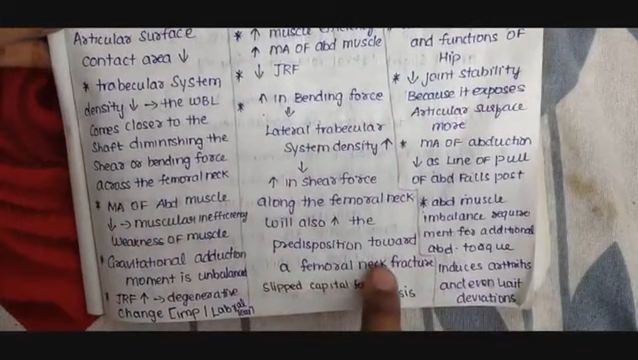 Articular surface
contact area ↓
* trabecular System
density ↓ → the WBL
comes closer to the
shaft diminishing the
shear or bending force
across the femoral neck
* MA OF Abd muscle
↓ → muscular inefficiency
Weakness OF muscle
* Gravitational adduction
moment is unbalanced
* JRF ↑ → degenerative
change [imp | Labral
* ↑ muscle
↑ MA OF abd muscle
* ↓ JRF
* ↑ in Bending force
↓
Lateral trabecular
System density ↑
↓
↑ in shear force
along the femoral neck
will also ↑ the
predisposition toward
a femoral neck fracture
slipped capital
and functions of
Hip
* ↓ joint stability
Because it exposes
Articular surface
more
* MA OF abduction
↓ as Line OF pull
OF abd Falls post
* abd muscle
imbalance require
ment for additional
abd. toque
Induces arthritis
and even Gait
deviations